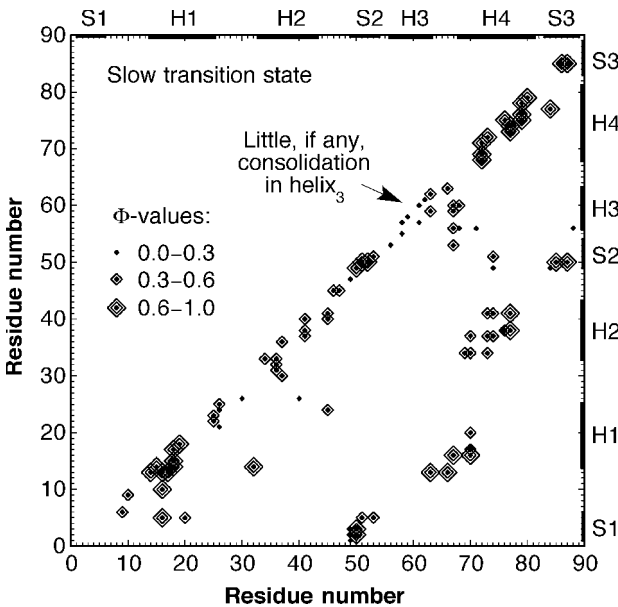 S1 H1 H2 S2 H3 H4 S3
90
80
70
60
50
40
30
20
10
0
Residue number
Slow transition state
Little, if any,
consolidation
in helix3
Φ-values:
0.0–0.3
0.3–0.6
0.6–1.0
S3
H4
H3
S2
H2
H1
S1
0 10 20 30 40 50 60 70 80 90
Residue number